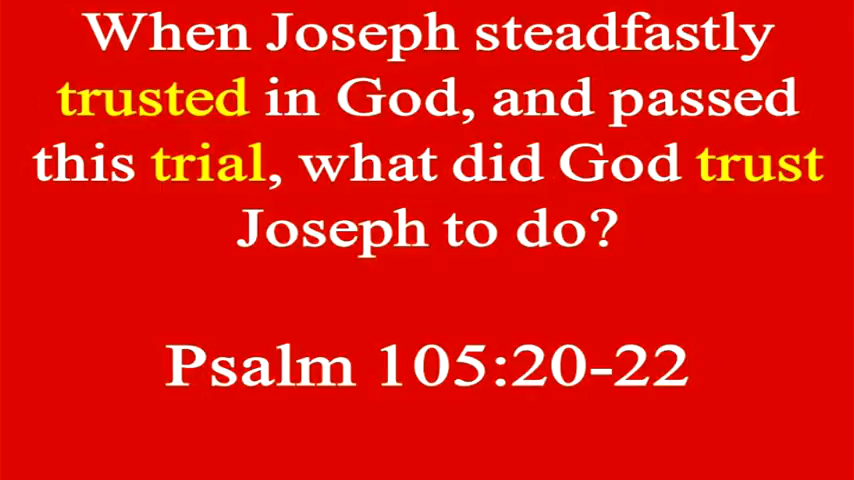 When Joseph steadfastly
trusted in God, and passed
this trial, what did God trust
Joseph to do?
Psalm 105:20-22